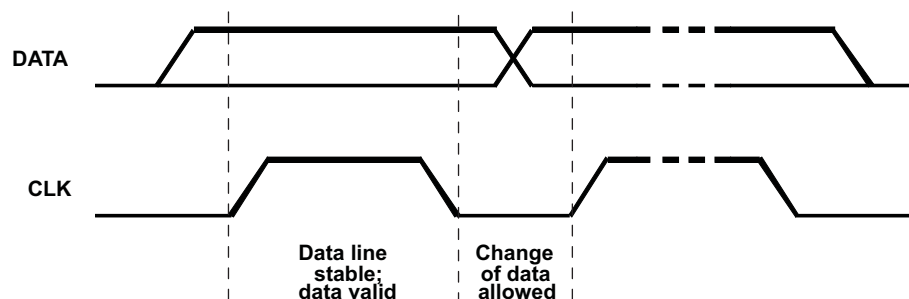 DATA
CLK
Data line
stable;
data valid
Change
of data
allowed